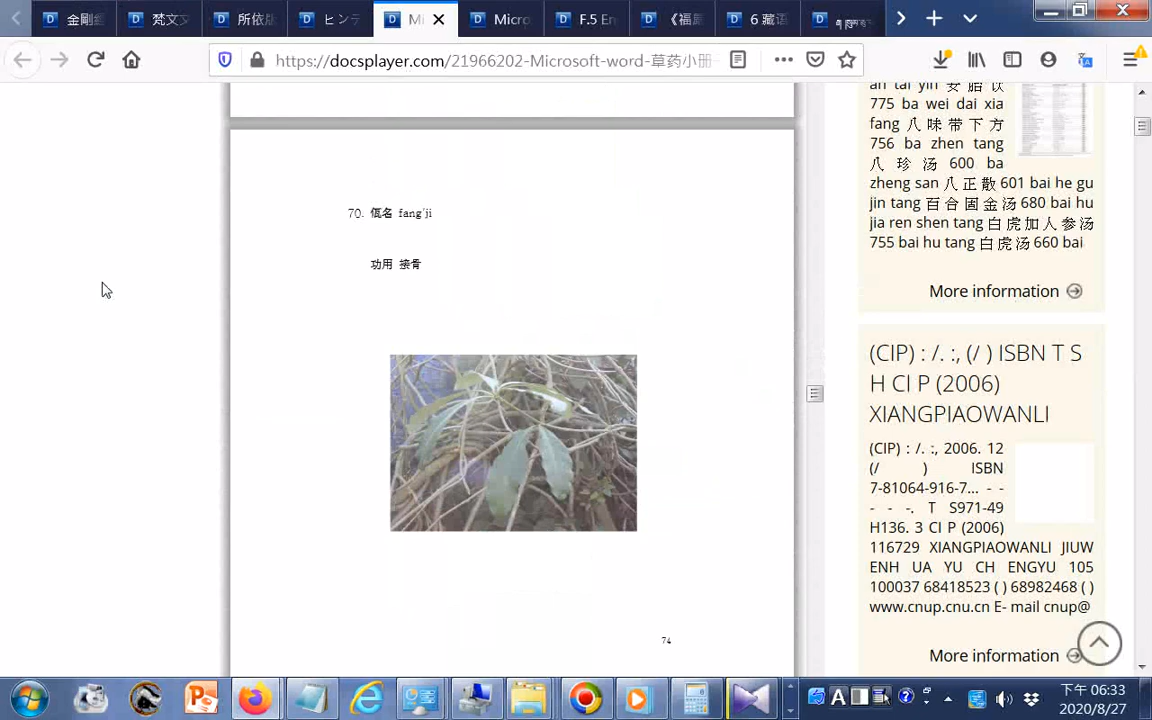 金剛經
梵文文
所依版
ヒンテ
Mi
Micro
F.5 En
《福履
6 藏語
https://docsplayer.com/21966202-Microsoft-word-草药小册
70. 佤名 fang'ji
功用 接骨
74
an tai yin 安 胎 饮
775 ba wei dai xia
fang 八 味 带 下 方
756 ba zhen tang
八 珍 汤 600 ba
zheng san 八 正 散 601 bai he gu
jin tang 百 合 固 金 汤 680 bai hu
jia ren shen tang 白 虎 加 人 参 汤
755 bai hu tang 白 虎 汤 660 bai
More information
(CIP) : /. :, (/ ) ISBN T S
H CI P (2006)
XIANGPIAOWANLI
(CIP) : /. :, 2006. 12
(/ ) ISBN
7-81064-916-7... - -
- - - -. T S971-49
H136. 3 CI P (2006)
116729 XIANGPIAOWANLI JIUW
ENH UA YU CH ENGYU 105
100037 68418523 ( ) 68982468 ( )
www.cnup.cnu.cn E- mail cnup@
More information
下午 06:33
2020/8/27